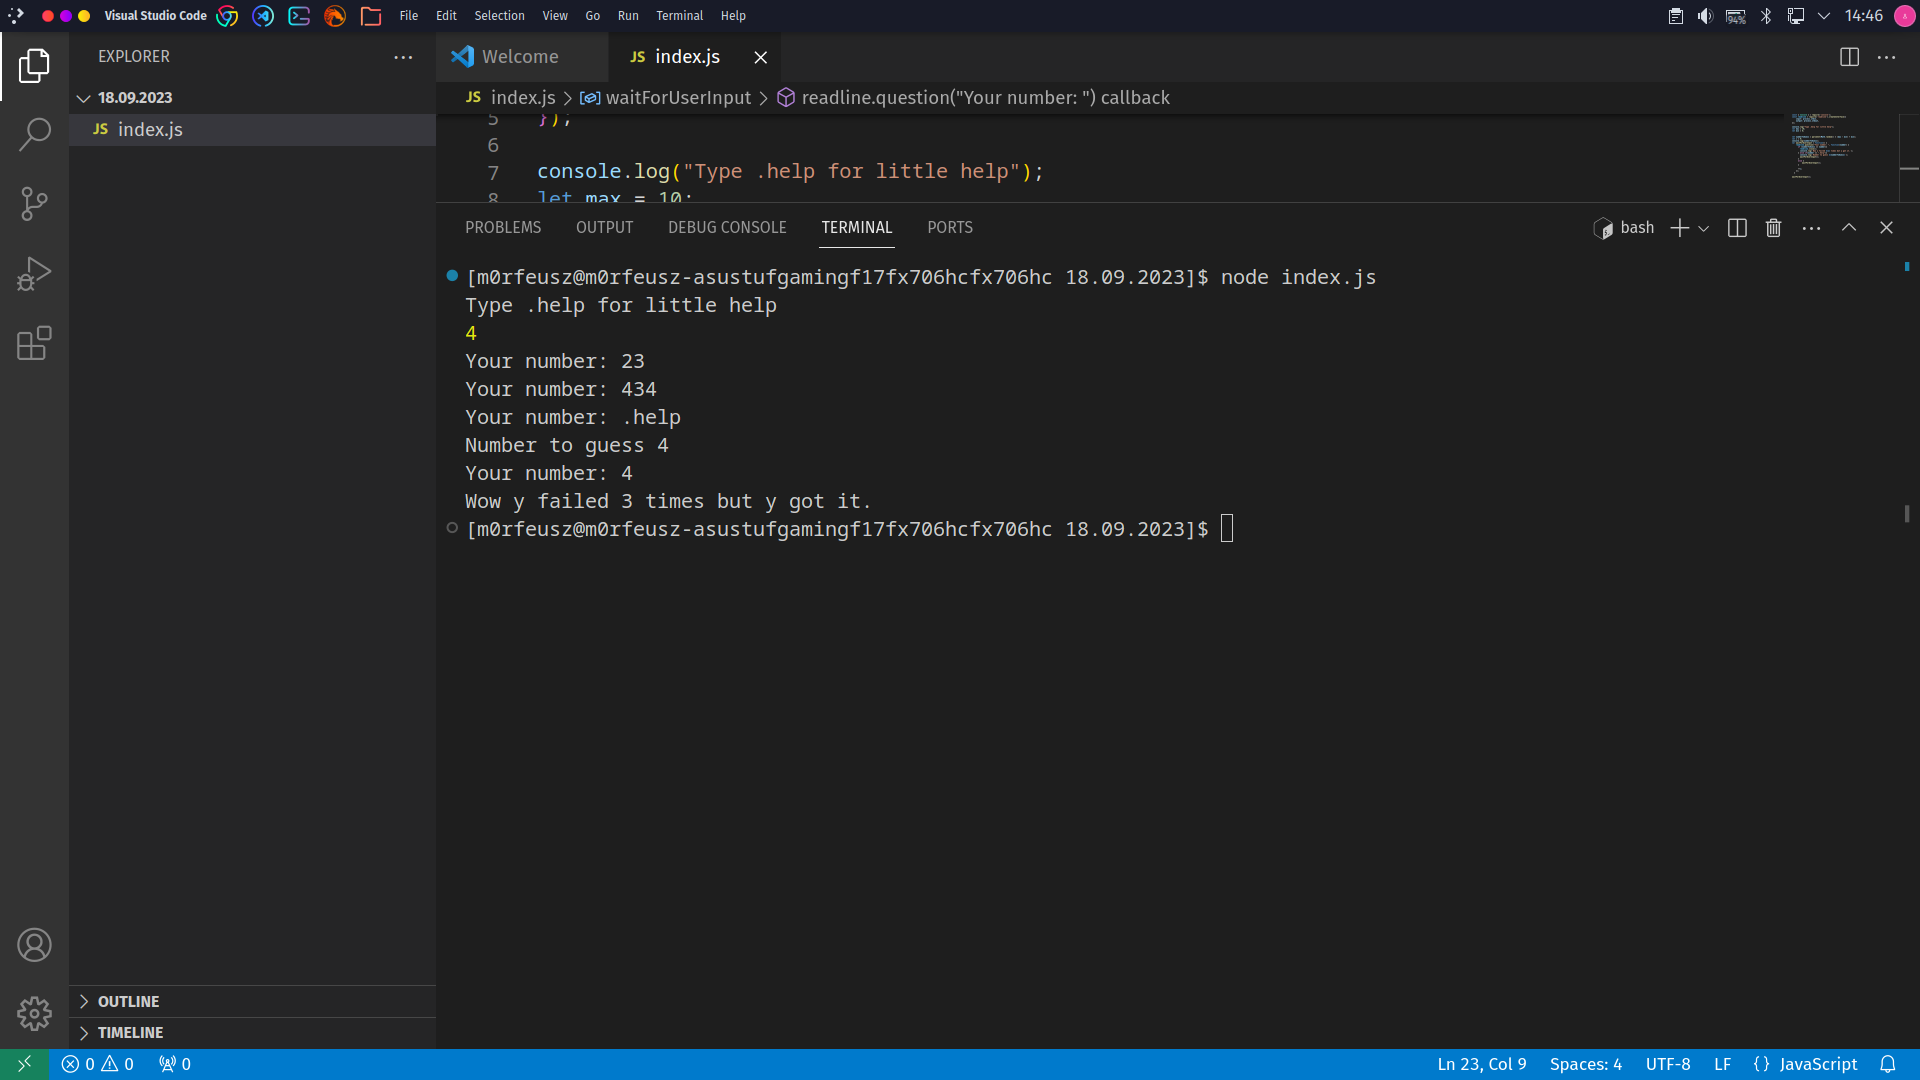 Visual Studio Code File Edit Selection View Go Run Terminal Help 94% 14:46
EXPLORER
18.09.2023
JS index.js
OUTLINE
TIMELINE
Welcome JS index.js
JS index.js > waitForUserInput > readline.question("Your number: ") callback
5 });
6
7 console.log("Type .help for little help");
8 let max = 10;
PROBLEMS OUTPUT DEBUG CONSOLE TERMINAL PORTS bash
[m0rfeusz@m0rfeusz-asustufgamingf17fx706hcfx706hc 18.09.2023]$ node index.js
Type .help for little help
4
Your number: 23
Your number: 434
Your number: .help
Number to guess 4
Your number: 4
Wow y failed 3 times but y got it.
[m0rfeusz@m0rfeusz-asustufgamingf17fx706hcfx706hc 18.09.2023]$
0 0 0 Ln 23, Col 9 Spaces: 4 UTF-8 LF {} JavaScript